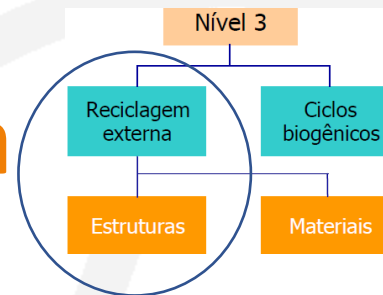 Nível 3
Reciclagem
externa
Ciclos
biogênicos
Estruturas
Materiais